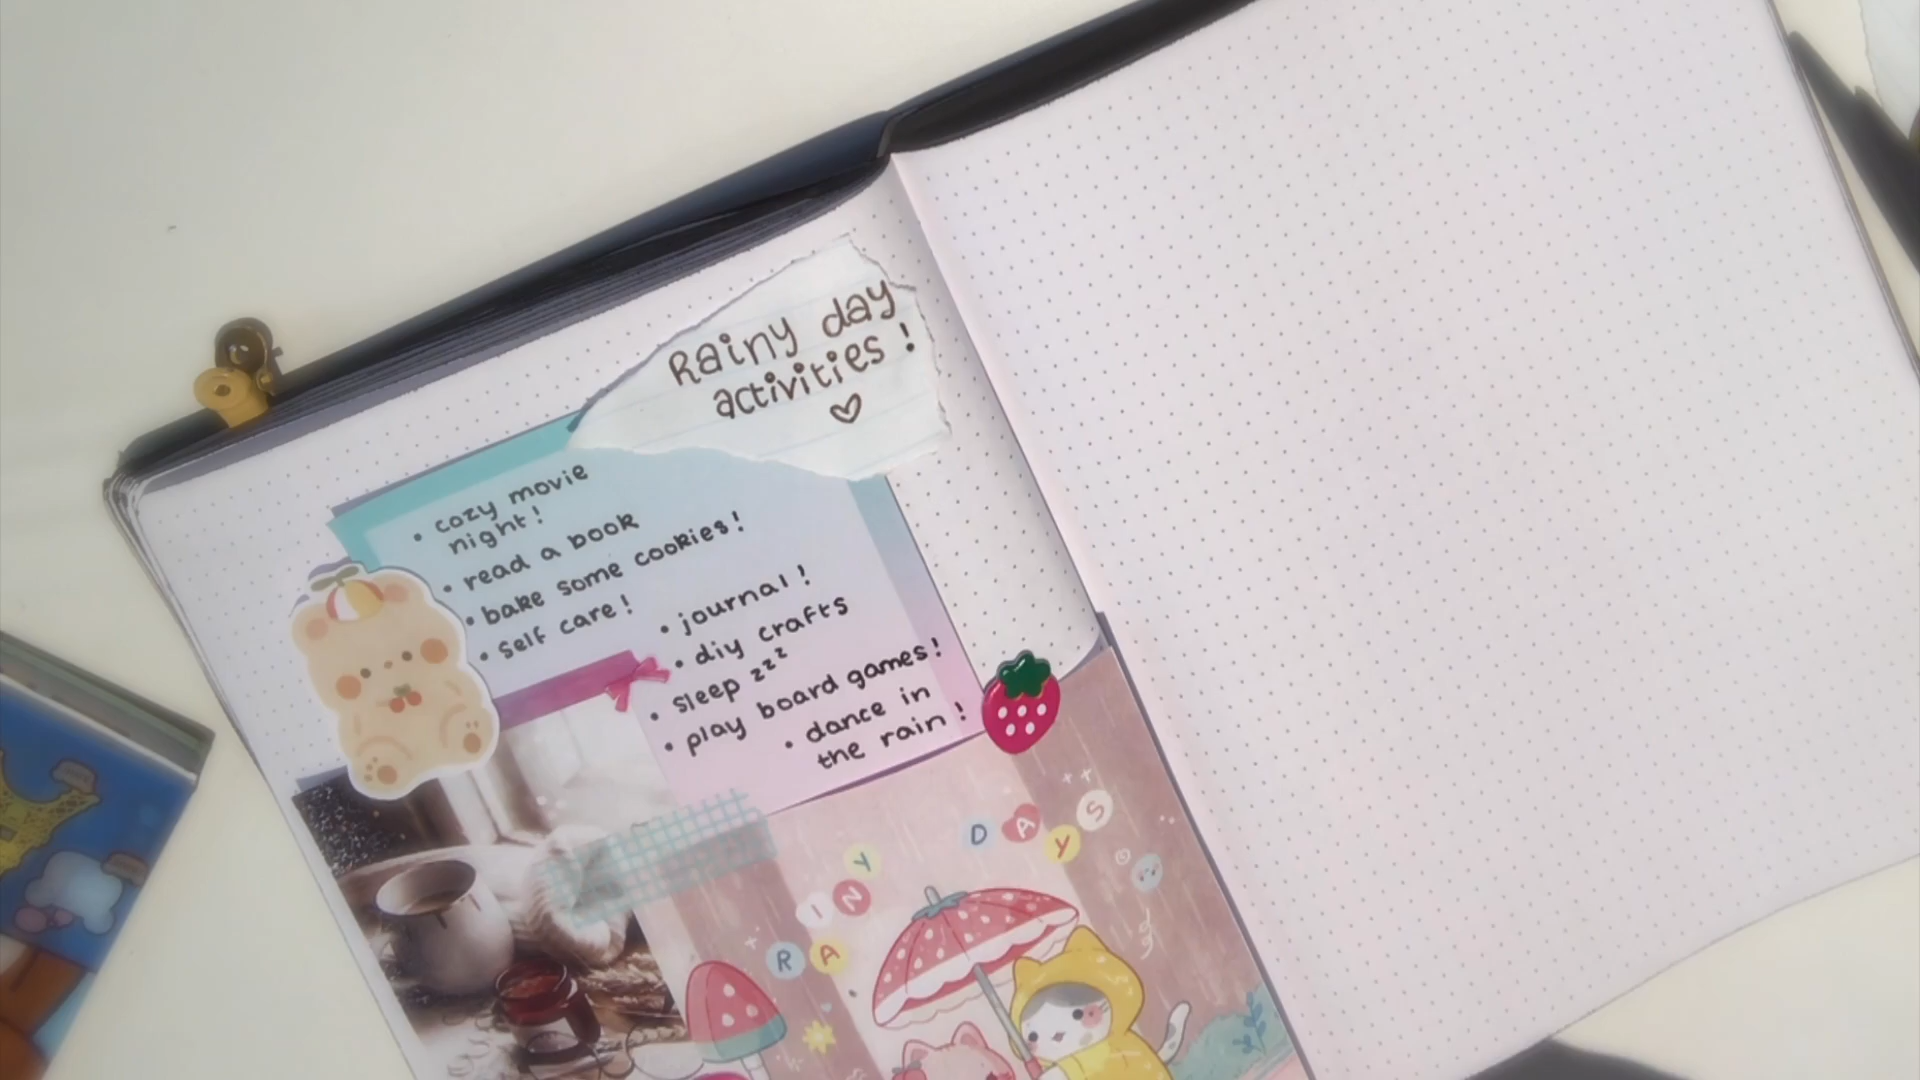 Rainy day
activities!
• cozy movie
night!
• read a book
• bake some cookies!
• self care!
• journal!
• diy crafts
• sleep zzz
• play board games!
• dance in
the rain!
RAINY DAYS